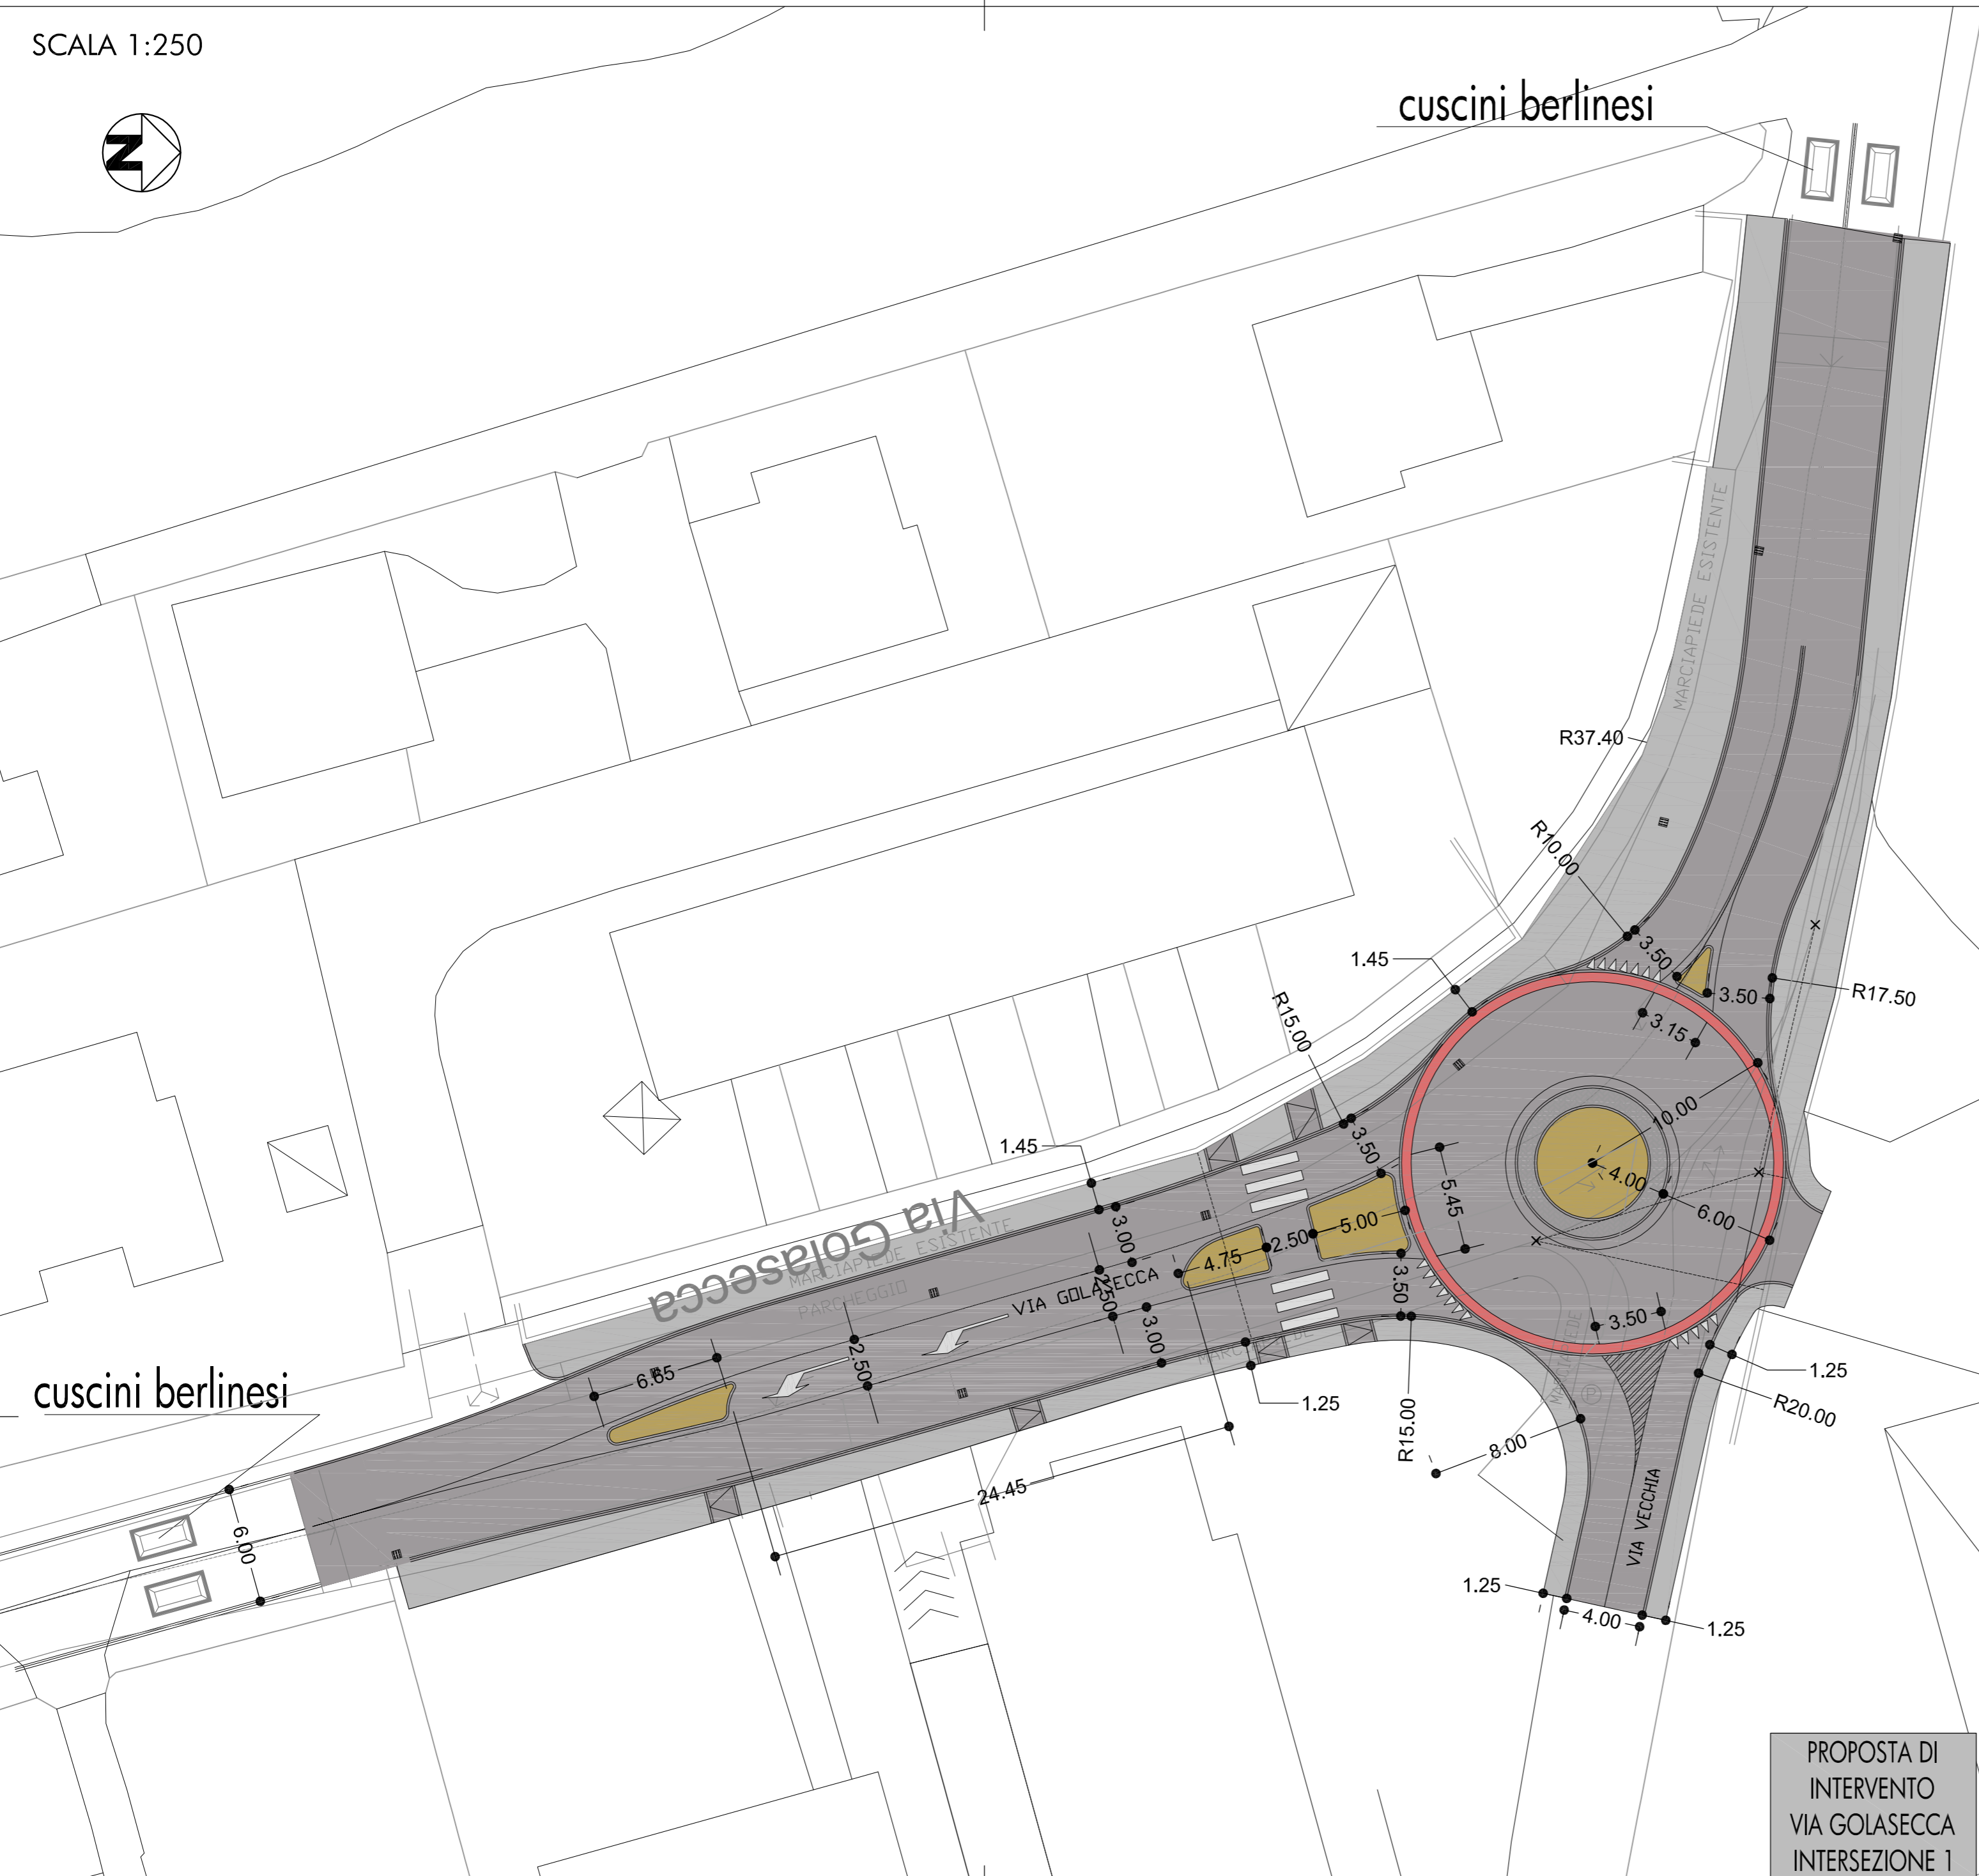 SCALA 1:250
N
cuscini berlinesi
MARCIAPIEDE ESISTENTE
R37.40
R10.00
3.50
3.50
R17.50
1.45
3.15
R15.00
10.00
3.50
1.45
4.00
5.45
6.00
Via Golasecca
MARCIAPIEDE ESISTENTE
PARCHEGGIO
3.00
2.50
5.00
4.75
VIA GOLASECCA
2.50
3.50
3.00
3.50
MARCIAPIEDE
2.50
6.65
1.25
1.25
R20.00
R15.00
8.00
cuscini berlinesi
24.45
6.00
VIA VECCHIA
1.25
4.00
1.25
PROPOSTA DI
INTERVENTO
VIA GOLASECCA
INTERSEZIONE 1